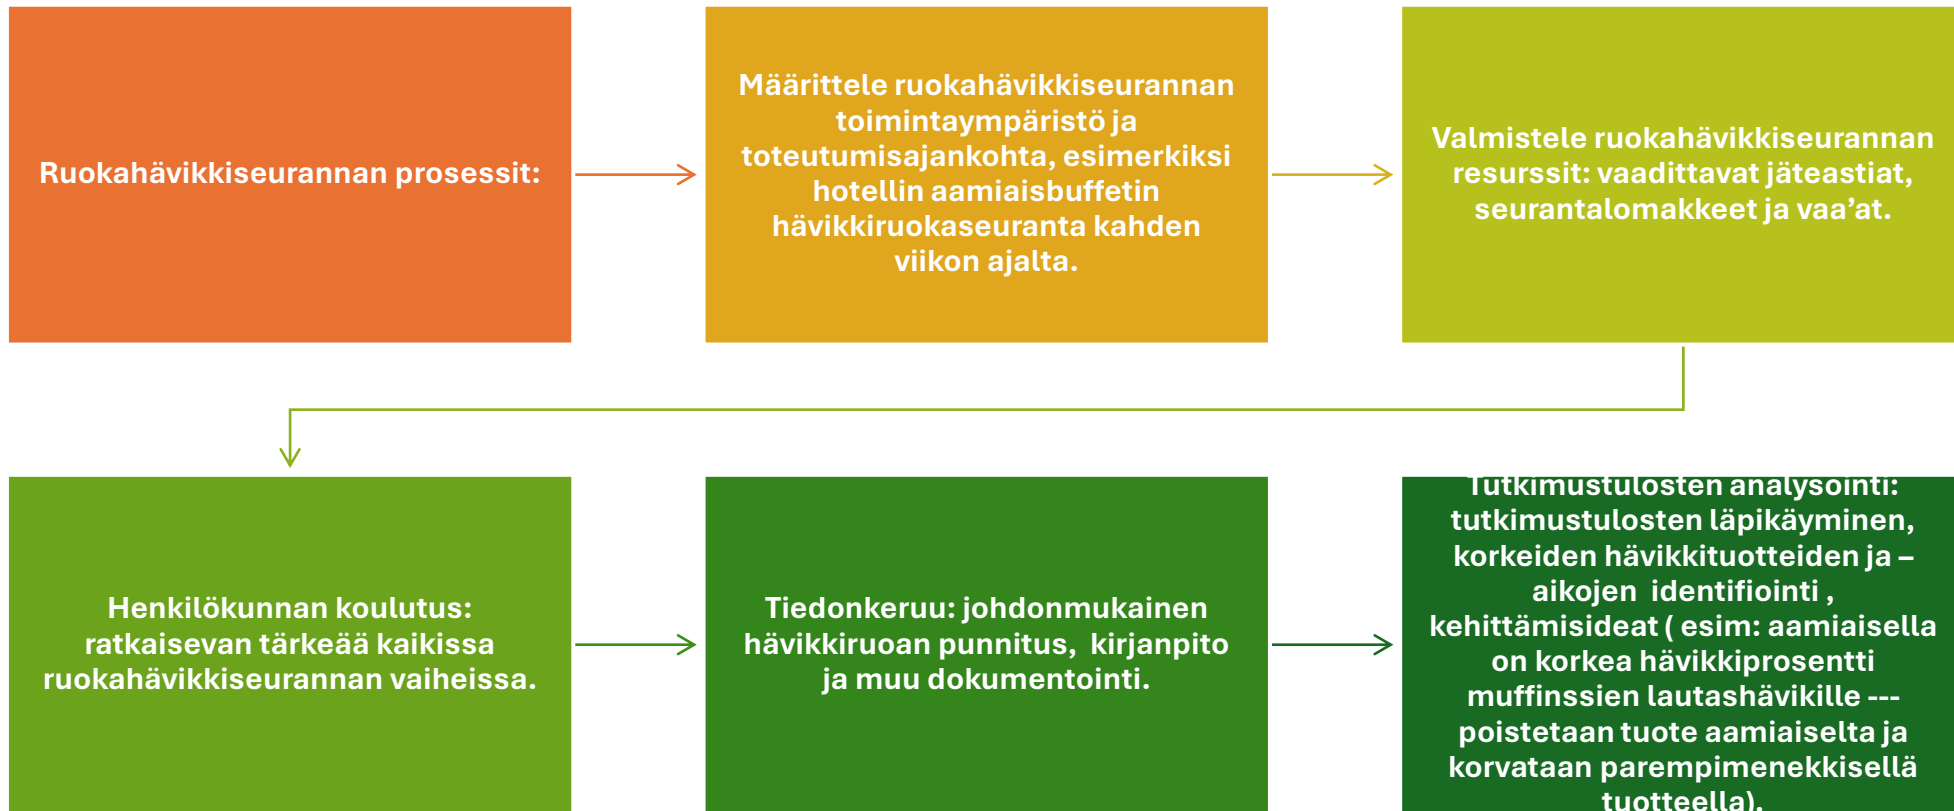 Ruokahävikkiseurannan prosessit:
Määrittele ruokahävikkiseurannan
toimintaympäristö ja
toteutumisajankohta, esimerkiksi
hotellin aamiaisbuffetin
hävikkiruokaseuranta kahden
viikon ajalta.
Valmistele ruokahävikkiseurannan
resurssit: vaadittavat jäteastiat,
seurantalomakkeet ja vaa’at.
Henkilökunnan koulutus:
ratkaisevan tärkeää kaikissa
ruokahävikkiseurannan vaiheissa.
Tiedonkeruu: johdonmukainen
hävikkiruoan punnitus,  kirjanpito
ja muu dokumentointi.
Tutkimustulosten analysointi:
tutkimustulosten läpikäyminen,
korkeiden hävikkituotteiden ja –
aikojen  identifiointi ,
kehittämisideat ( esim: aamiaisella
on korkea hävikkiprosentti
muffinssien lautashävikille ---
poistetaan tuote aamiaiselta ja
korvataan parempimenekkisellä
tuotteella).